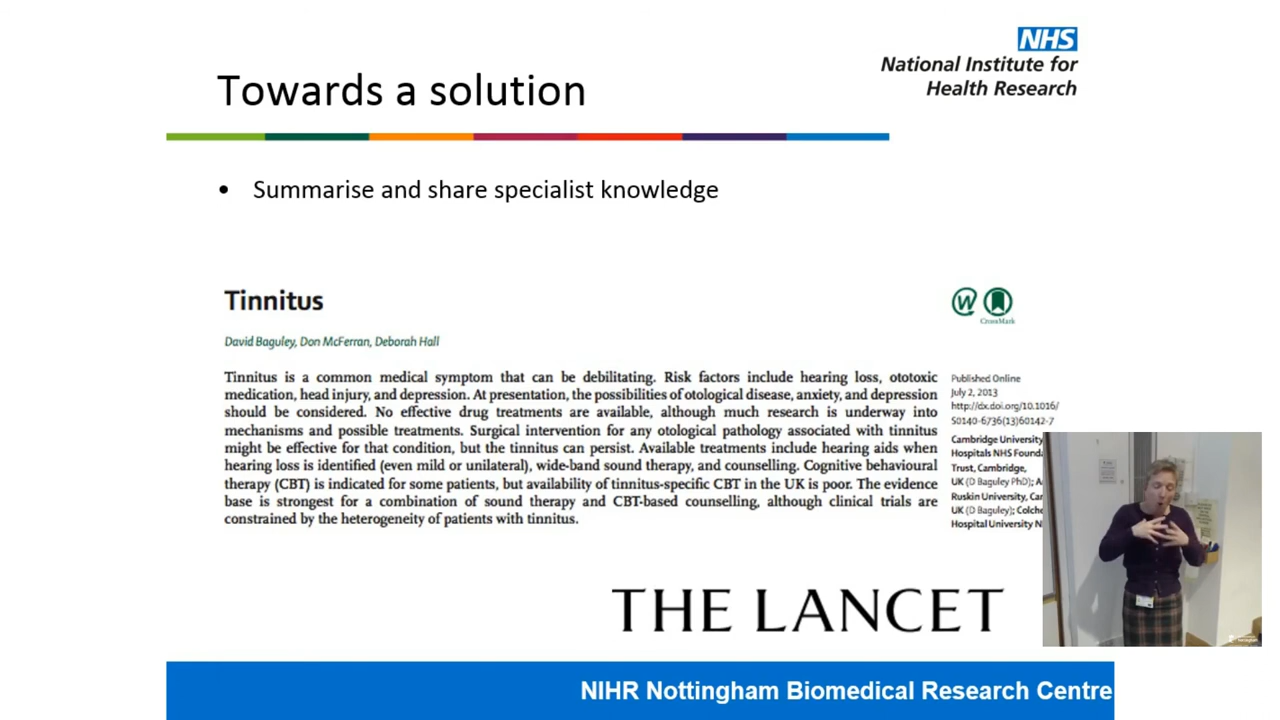 NHS
National Institute for
Health Research
Towards a solution
• Summarise and share specialist knowledge
Tinnitus
CrossMark
David Baguley, Don McFerran, Deborah Hall
Tinnitus is a common medical symptom that can be debilitating. Risk factors include hearing loss, ototoxic
medication, head injury, and depression. At presentation, the possibilities of otological disease, anxiety, and depression
should be considered. No effective drug treatments are available, although much research is underway into
mechanisms and possible treatments. Surgical intervention for any otological pathology associated with tinnitus
might be effective for that condition, but the tinnitus can persist. Available treatments include hearing aids when
hearing loss is identified (even mild or unilateral), wide-band sound therapy, and counselling. Cognitive behavioural
therapy (CBT) is indicated for some patients, but availability of tinnitus-specific CBT in the UK is poor. The evidence
base is strongest for a combination of sound therapy and CBT-based counselling, although clinical trials are
constrained by the heterogeneity of patients with tinnitus.
Published Online
July 2, 2013
http://dx.doi.org/10.1016/
S0140-6736(13)60142-7
Cambridge University
Hospitals NHS Founda
Trust, Cambridge,
UK (D Baguley PhD); A
Ruskin University, Ca
UK (D Baguley); Colche
Hospital University N
THE LANCET
NIHR Nottingham Biomedical Research Centre